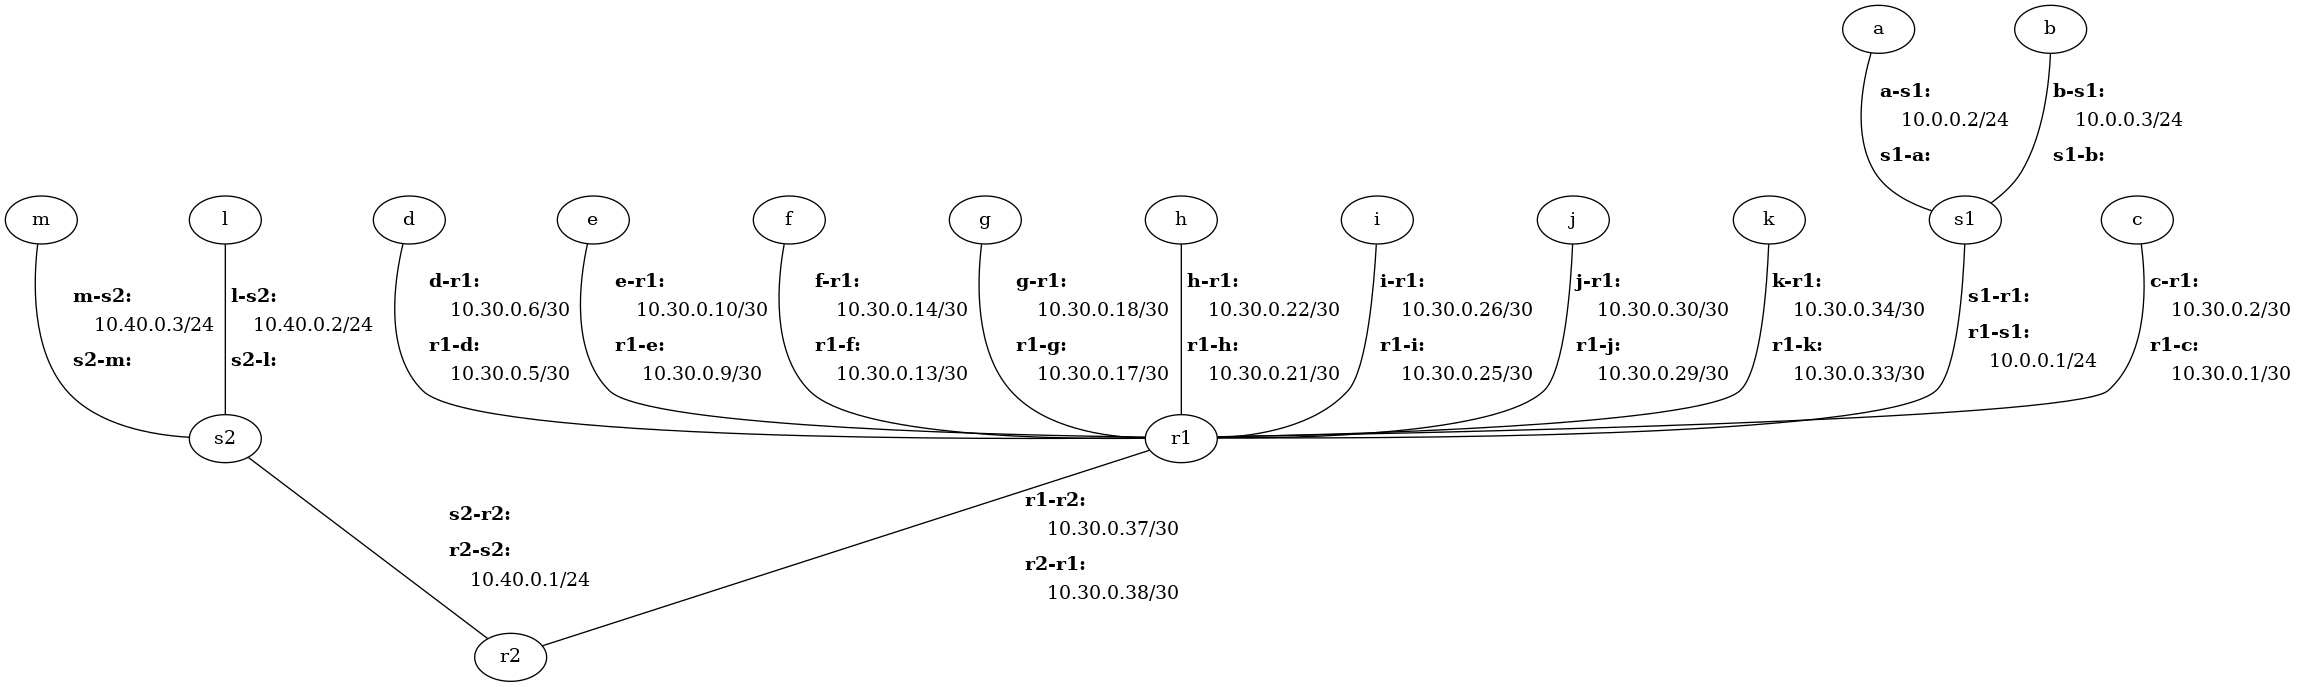 a
b
a-s1:
10.0.0.2/24
s1-a:
b-s1:
10.0.0.3/24
s1-b:
m
l
d
e
f
g
h
i
j
k
s1
c
m-s2:
10.40.0.3/24
s2-m:
l-s2:
10.40.0.2/24
s2-l:
d-r1:
10.30.0.6/30
r1-d:
10.30.0.5/30
e-r1:
10.30.0.10/30
r1-e:
10.30.0.9/30
f-r1:
10.30.0.14/30
r1-f:
10.30.0.13/30
g-r1:
10.30.0.18/30
r1-g:
10.30.0.17/30
h-r1:
10.30.0.22/30
r1-h:
10.30.0.21/30
i-r1:
10.30.0.26/30
r1-i:
10.30.0.25/30
j-r1:
10.30.0.30/30
r1-j:
10.30.0.29/30
k-r1:
10.30.0.34/30
r1-k:
10.30.0.33/30
s1-r1:
r1-s1:
10.0.0.1/24
c-r1:
10.30.0.2/30
r1-c:
10.30.0.1/30
s2
r1
s2-r2:
r2-s2:
10.40.0.1/24
r1-r2:
10.30.0.37/30
r2-r1:
10.30.0.38/30
r2